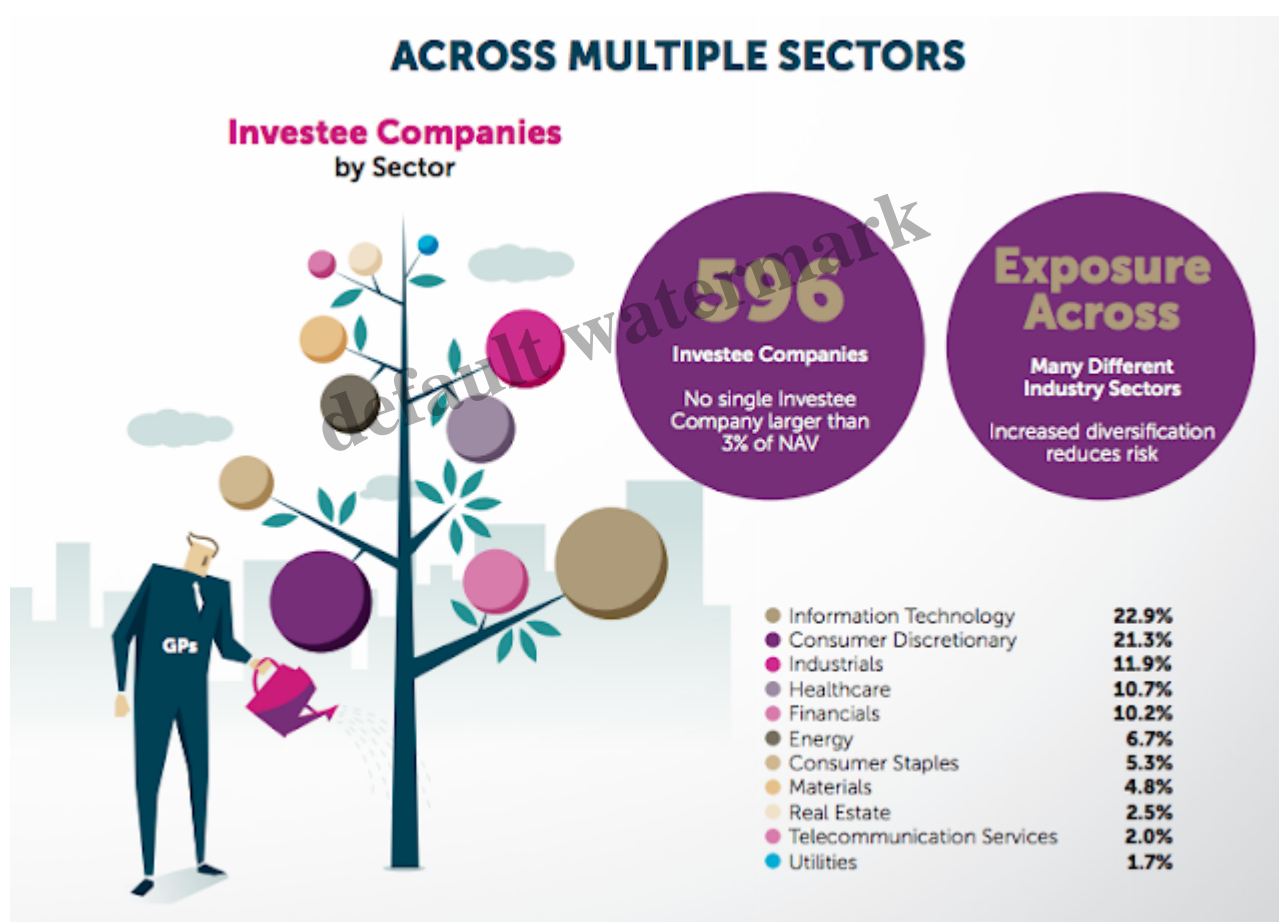 ACROSS MULTIPLE SECTORS
Investee Companies
by Sector
596
Investee Companies
No single Investee
Company larger than
3% of NAV
Exposure
Across
Many Different
Industry Sectors
Increased diversification
reduces risk
default watermark
GPs
Information Technology 22.9%
Consumer Discretionary 21.3%
Industrials 11.9%
Healthcare 10.7%
Financials 10.2%
Energy 6.7%
Consumer Staples 5.3%
Materials 4.8%
Real Estate 2.5%
Telecommunication Services 2.0%
Utilities 1.7%